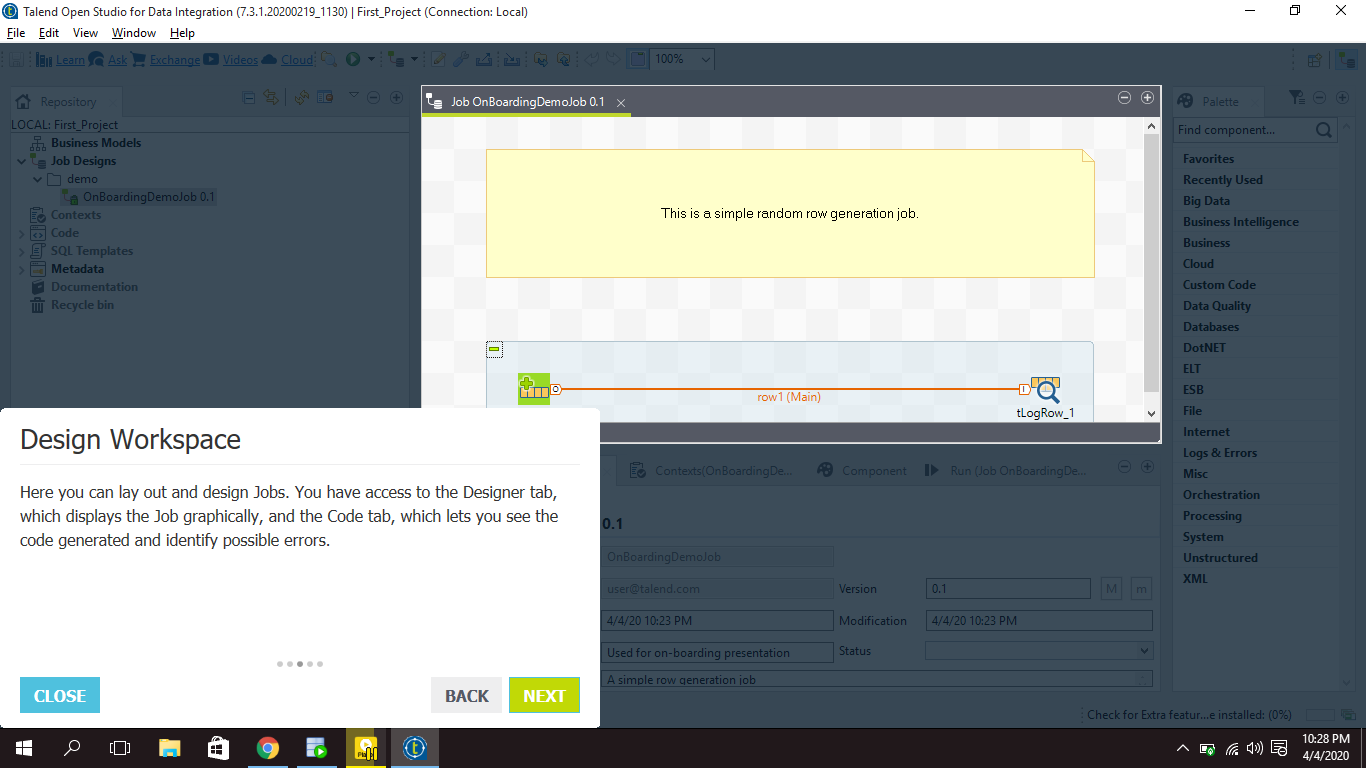 Talend Open Studio for Data Integration (7.3.1.20200219_1130) | First_Project (Connection: Local)
File Edit View Window Help
Learn Ask Exchange Videos Cloud 100%
Repository
LOCAL: First_Project
Business Models
Job Designs
demo
OnBoardingDemoJob 0.1
Contexts
Code
SQL Templates
Metadata
Documentation
Recycle bin
Job OnBoardingDemoJob 0.1
This is a simple random row generation job.
row1 (Main)
tLogRow_1
Palette
Find component...
Favorites
Recently Used
Big Data
Business Intelligence
Business
Cloud
Custom Code
Data Quality
Databases
DotNET
ELT
ESB
File
Internet
Logs & Errors
Misc
Orchestration
Processing
System
Unstructured
XML
Design Workspace
Here you can lay out and design Jobs. You have access to the Designer tab,
which displays the Job graphically, and the Code tab, which lets you see the
code generated and identify possible errors.
CLOSE BACK NEXT
Contexts(OnBoardingDe... Component Run (Job OnBoardingDe...
0.1
OnBoardingDemoJob
user@talend.com Version 0.1 M m
4/4/20 10:23 PM Modification 4/4/20 10:23 PM
Used for on-boarding presentation Status
A simple row generation job
Check for Extra featur...e installed: (0%)
10:28 PM
4/4/2020